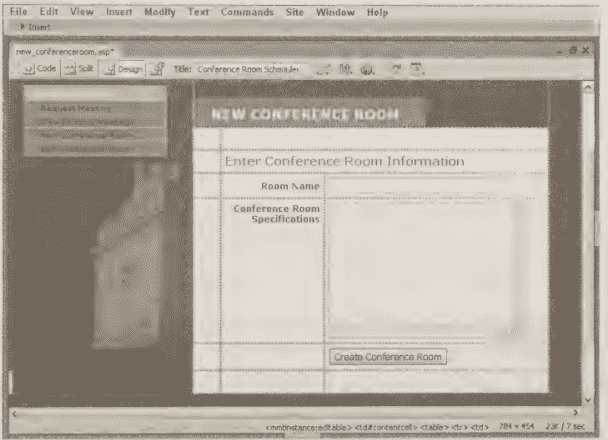 File Edit View Insert Modify Text Commands Site Window Help
Insert
new_conferenceroom.asp*
Code Split Design Title: Conference Room Scheduler
Request Meeting
NEW CONFERENCE ROOM
Enter Conference Room Information
Room Name
Conference Room
Specifications
Create Conference Room
<mmtinstance:editable> <td#contentcell> <table> <tr> <td> 784 x 454 23K / 7 sec